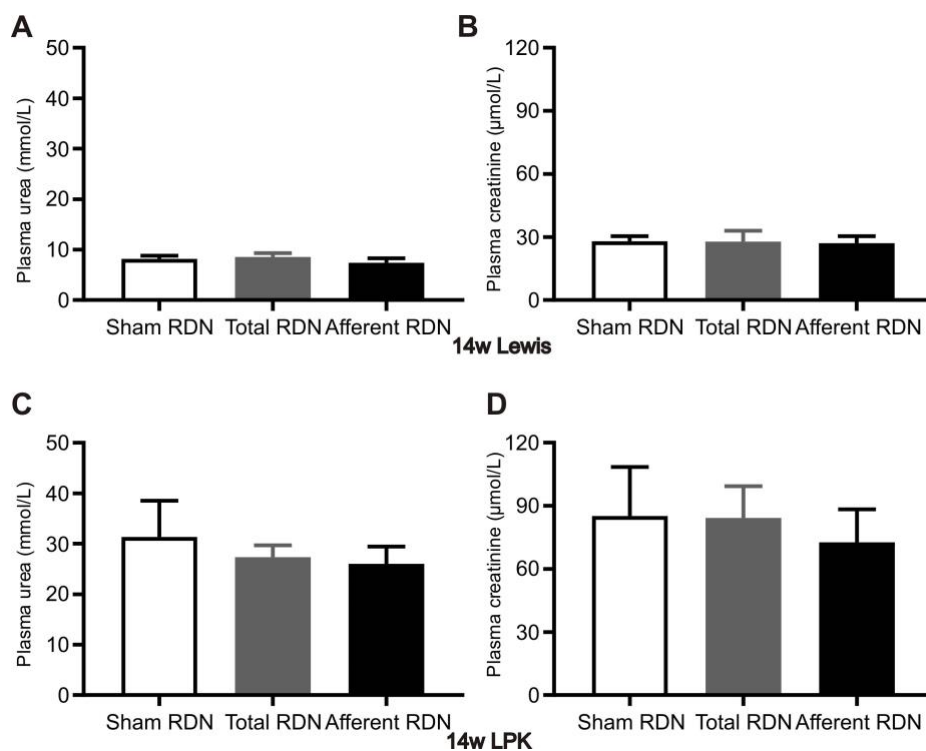 A
Plasma urea (mmol/L)
50
40
30
20
10
0
Sham RDN Total RDN Afferent RDN
B
Plasma creatinine (µmol/L)
120
90
60
30
0
Sham RDN Total RDN Afferent RDN
14w Lewis
C
Plasma urea (mmol/L)
50
40
30
20
10
0
Sham RDN Total RDN Afferent RDN
D
Plasma creatinine (µmol/L)
120
90
60
30
0
Sham RDN Total RDN Afferent RDN
14w LPK